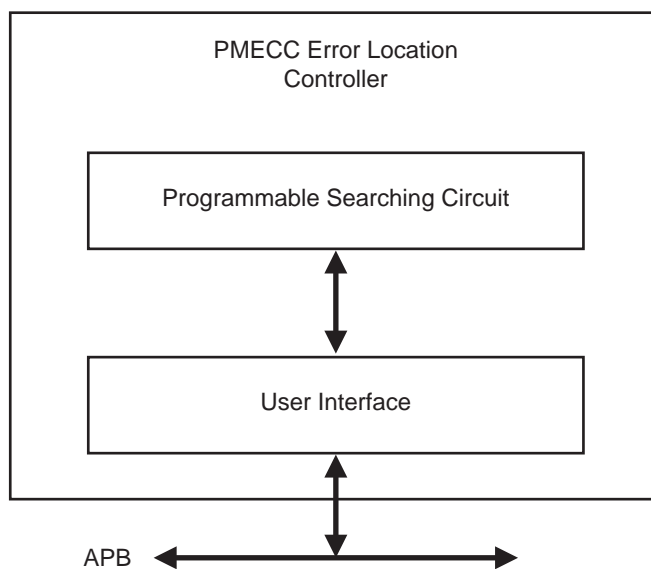 PMECC Error Location
Controller
Programmable Searching Circuit
User Interface
APB